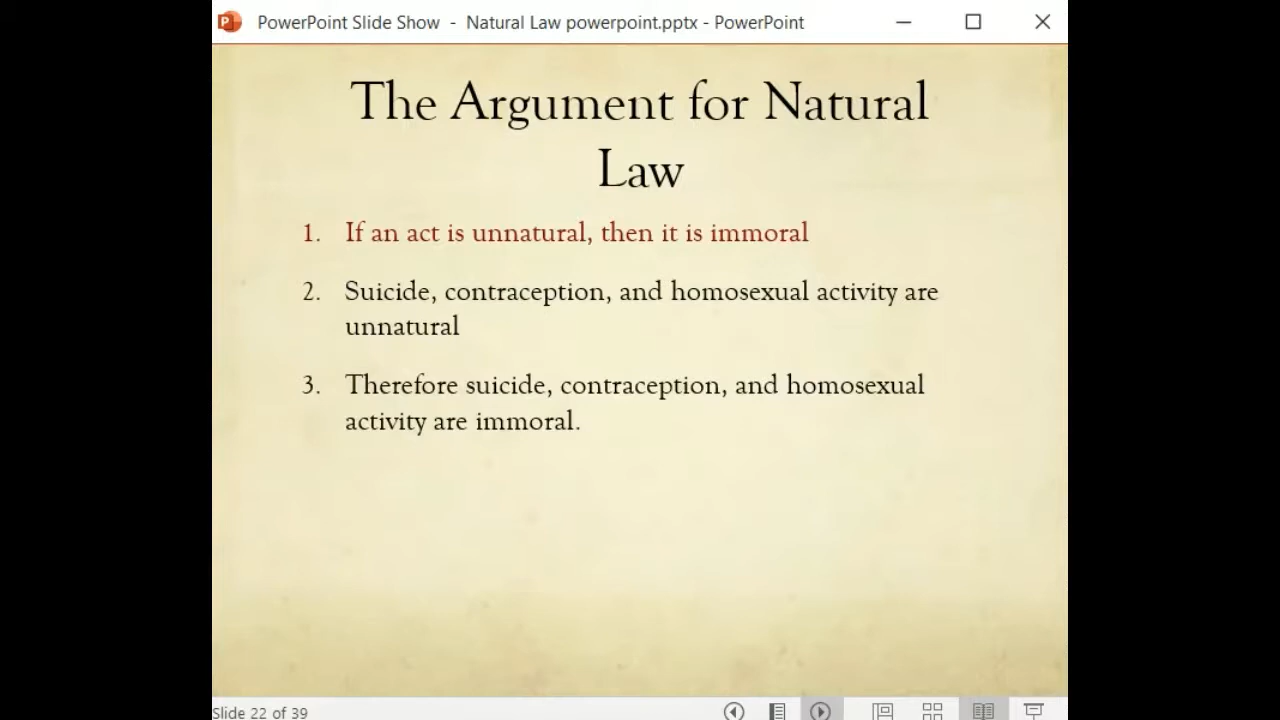 PowerPoint Slide Show - Natural Law powerpoint.pptx - PowerPoint
The Argument for Natural
Law
1. If an act is unnatural, then it is immoral
2. Suicide, contraception, and homosexual activity are
unnatural
3. Therefore suicide, contraception, and homosexual
activity are immoral.
Slide 22 of 39